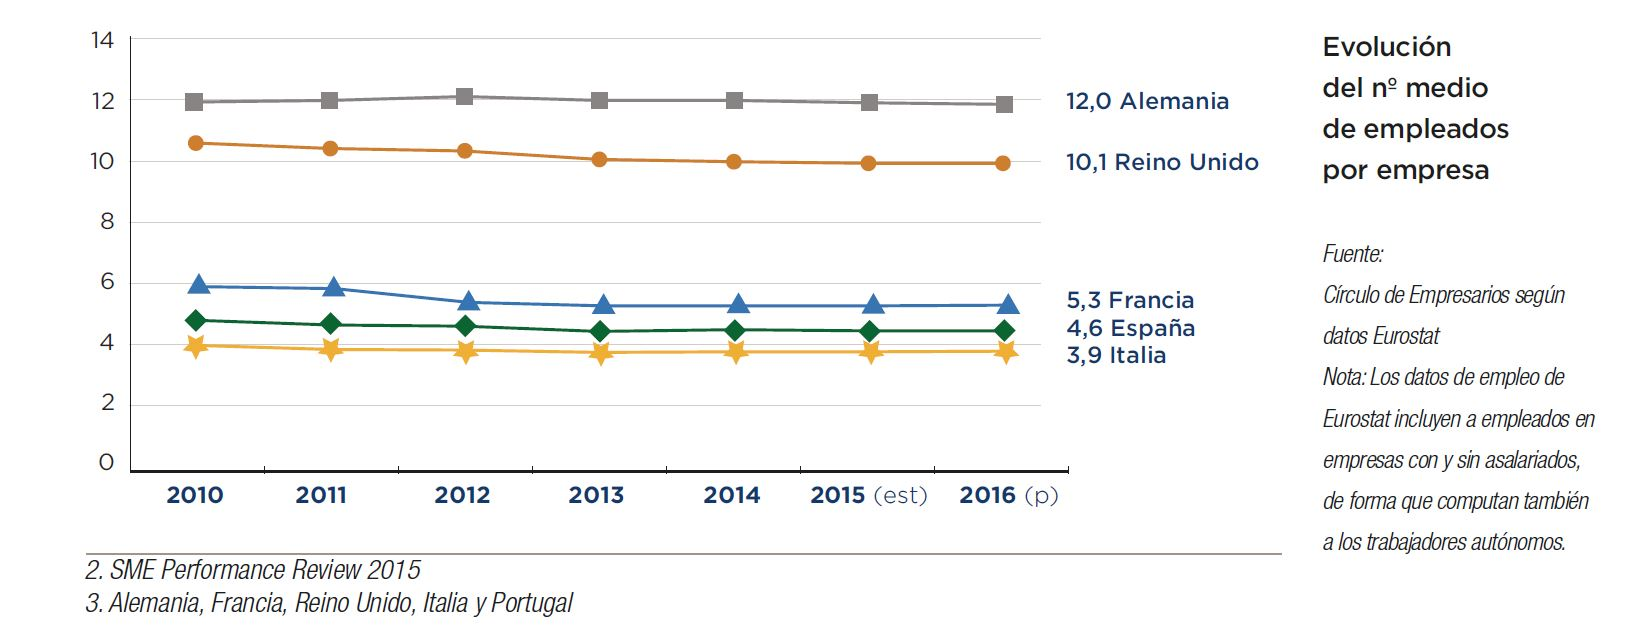 14
12
10
8
6
4
2
0
12,0 Alemania
10,1 Reino Unido
5,3 Francia
4,6 España
3,9 Italia
2010 2011 2012 2013 2014 2015 (est) 2016 (p)
Evolución
del nº medio
de empleados
por empresa
Fuente:
Círculo de Empresarios según
datos Eurostat
Nota: Los datos de empleo de
Eurostat incluyen a empleados en
empresas con y sin asalariados,
de forma que computan también
a los trabajadores autónomos.
2. SME Performance Review 2015
3. Alemania, Francia, Reino Unido, Italia y Portugal